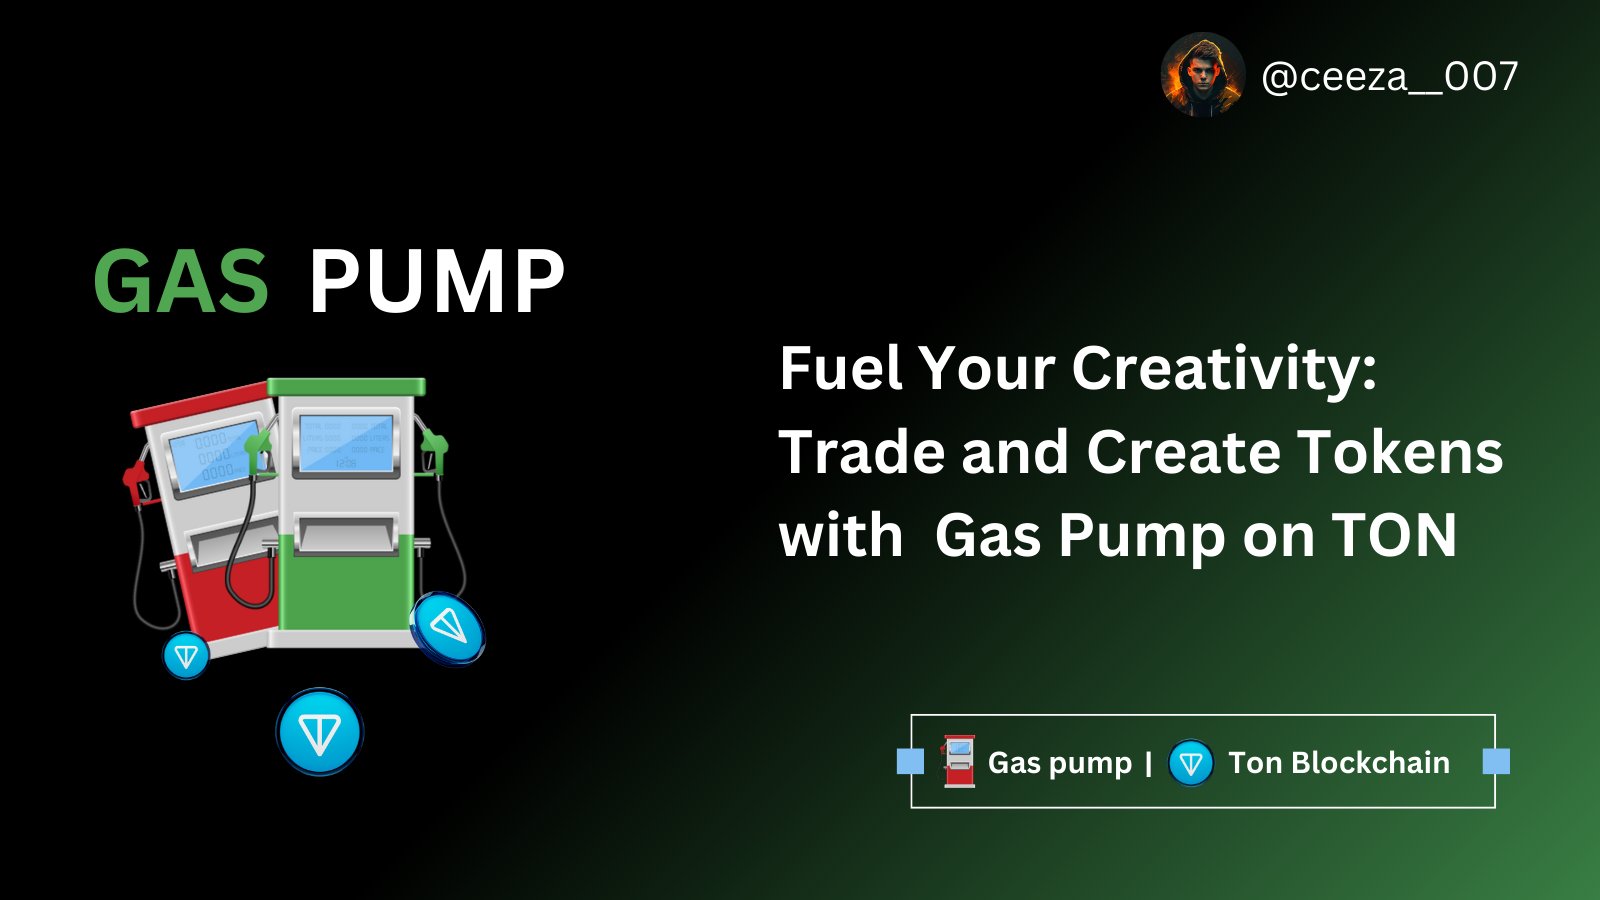 @ceeza__007
GAS PUMP
Fuel Your Creativity:
Trade and Create Tokens
with Gas Pump on TON
Gas pump | Ton Blockchain